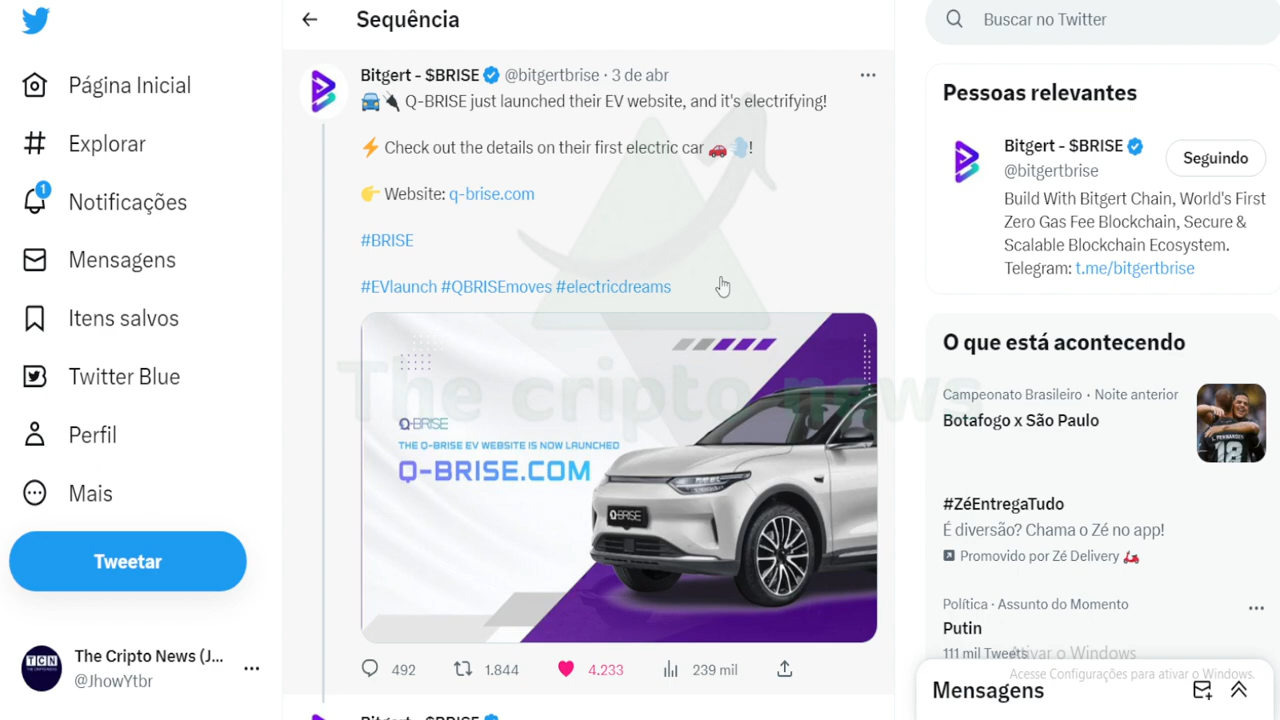 Página Inicial
Explorar
1
Notificações
Mensagens
Itens salvos
Twitter Blue
Perfil
Mais
Tweetar
The Cripto News (J...
@JhowYtbr
TCN
Sequência
Bitgert - $BRISE @bitgertbrise · 3 de abr
Q-BRISE just launched their EV website, and it's electrifying!
Check out the details on their first electric car !
Website: q-brise.com
#BRISE
#EVlaunch #QBRISEmoves #electricdreams
The cripto news
Q-BRISE
THE Q-BRISE EV WEBSITE IS NOW LAUNCHED
Q-BRISE.COM
Q-BRISE
492 1.844 4.233 239 mil
Bitgert - $BRISE
Buscar no Twitter
Pessoas relevantes
Bitgert - $BRISE
@bitgertbrise
Seguindo
Build With Bitgert Chain, World's First
Zero Gas Fee Blockchain, Secure &
Scalable Blockchain Ecosystem.
Telegram: t.me/bitgertbrise
O que está acontecendo
Campeonato Brasileiro · Noite anterior
Botafogo x São Paulo
18
#ZéEntregaTudo
É diversão? Chama o Zé no app!
Promovido por Zé Delivery
Política · Assunto do Momento
Putin
111 mil Tweets
Ativar o Windows
Acesse Configurações para ativar o Windows.
Mensagens